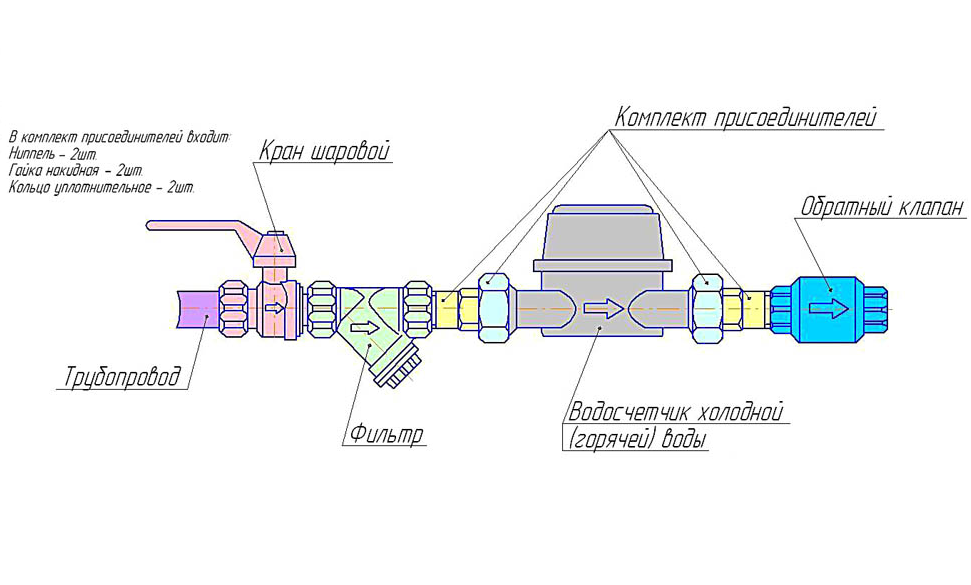 Комплект присоединителей
В комплект присоединителей входит:
Ниппель – 2шт.
Гайка накидная – 2шт.
Кольцо уплотнительное – 2шт.
Кран шаровой
Обратный клапан
Трубопровод
Фильтр
Водосчетчик холодной
(горячей) воды